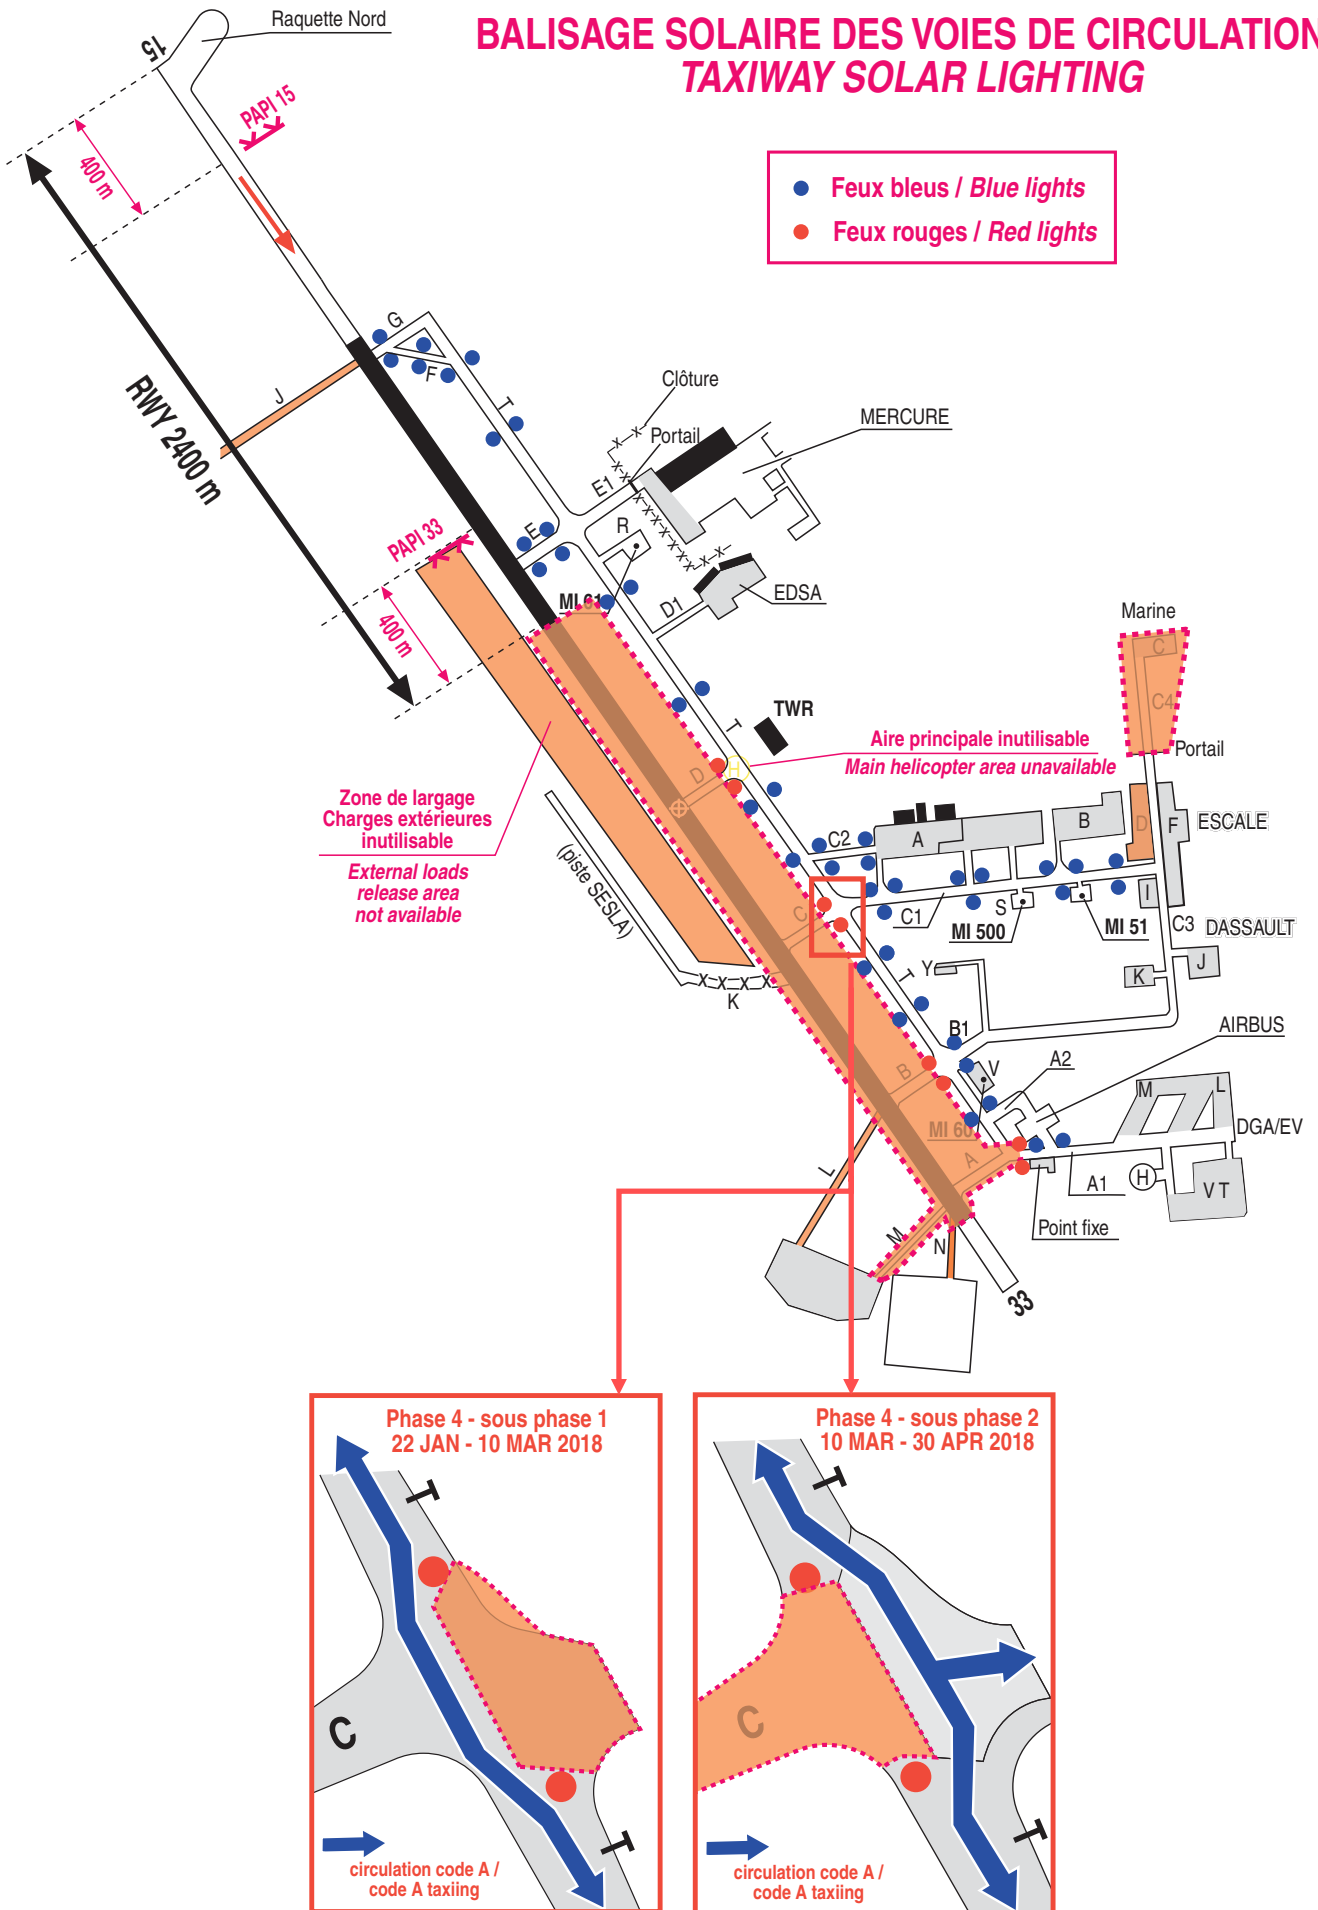 BALISAGE SOLAIRE DES VOIES DE CIRCULATION
TAXIWAY SOLAR LIGHTING
Raquette Nord
15
PAPI 15
400 m
Feux bleus / Blue lights
Feux rouges / Red lights
G
F
J
T
RWY 2400 m
Clôture
Portail
MERCURE
E1
R
E
PAPI 33
400 m
MI 61
D1
EDSA
Marine
C
C4
Portail
T
TWR
Aire principale inutilisable
Main helicopter area unavailable
H
D
Zone de largage
Charges extérieures
inutilisable
External loads
release area
not available
(piste SESLA)
C2
A
B
D
F
ESCALE
C
C1
S
MI 500
MI 51
I
C3
DASSAULT
K
T
Y
K
J
B1
AIRBUS
A2
V
B
M
L
DGA/EV
MI 60
A
L
A1
H
V T
Point fixe
M
N
33
Phase 4 - sous phase 1
22 JAN - 10 MAR 2018
T
C
T
circulation code A /
code A taxiing
Phase 4 - sous phase 2
10 MAR - 30 APR 2018
T
C
T
circulation code A /
code A taxiing